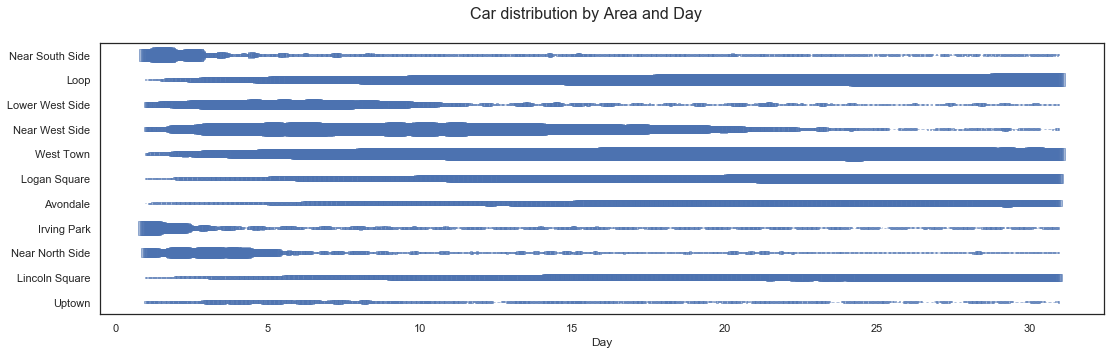 Car distribution by Area and Day
Near South Side
Loop
Lower West Side
Near West Side
West Town
Logan Square
Avondale
Irving Park
Near North Side
Lincoln Square
Uptown
0 5 10 15 20 25 30
Day